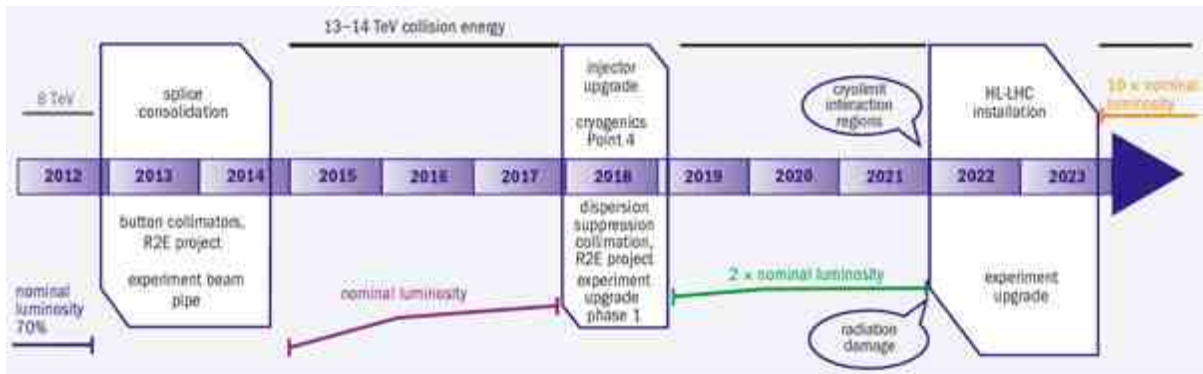 13–14 TeV collision energy
8 TeV
splice
consolidation
injector
upgrade
cryogenics
Point 4
cryolimit
interaction
regions
HL-LHC
installation
10 × nominal
luminosity
2012 2013 2014 2015 2016 2017 2018 2019 2020 2021 2022 2023
button collimators,
R2E project
experiment beam
pipe
dispersion
suppression
collimation,
R2E project
experiment
upgrade
phase 1
nominal
luminosity
70%
nominal luminosity
2 × nominal luminosity
radiation
damage
experiment
upgrade